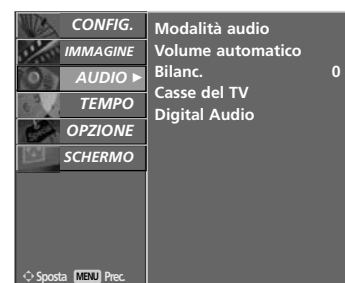 CONFIG.
IMMAGINE
AUDIO ►
TEMPO
OPZIONE
SCHERMO
Modalità audio
Volume automatico
Bilanc. 0
Casse del TV
Digital Audio
Sposta MENU Prec.